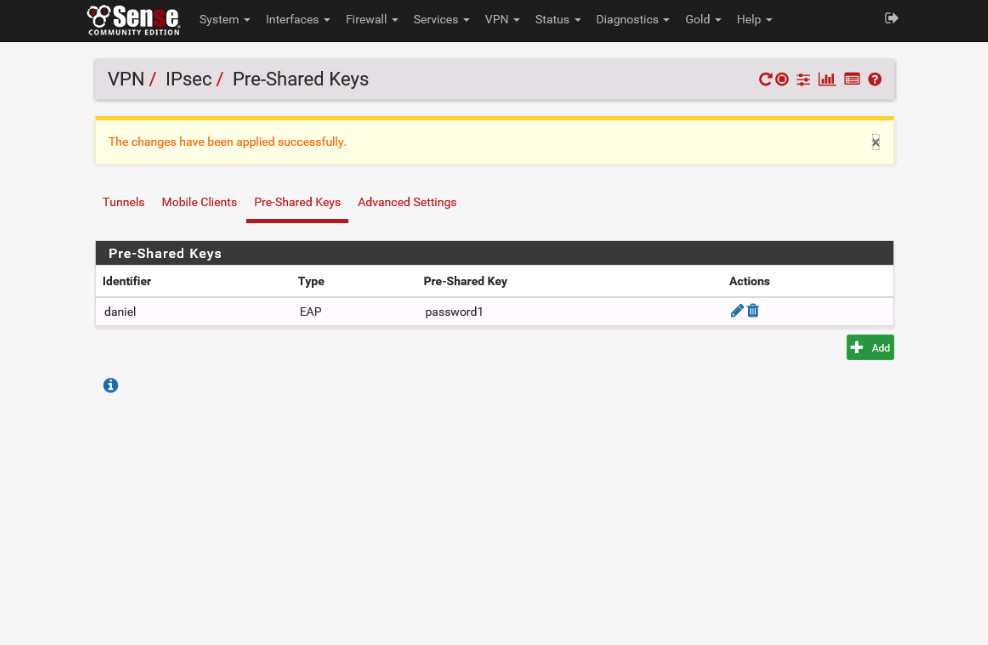 Sense
COMMUNITY EDITION
System Interfaces Firewall Services VPN Status Diagnostics Gold Help
VPN / IPsec / Pre-Shared Keys
The changes have been applied successfully.
Tunnels Mobile Clients Pre-Shared Keys Advanced Settings
Pre-Shared Keys
Identifier Type Pre-Shared Key Actions
daniel EAP password1
Add